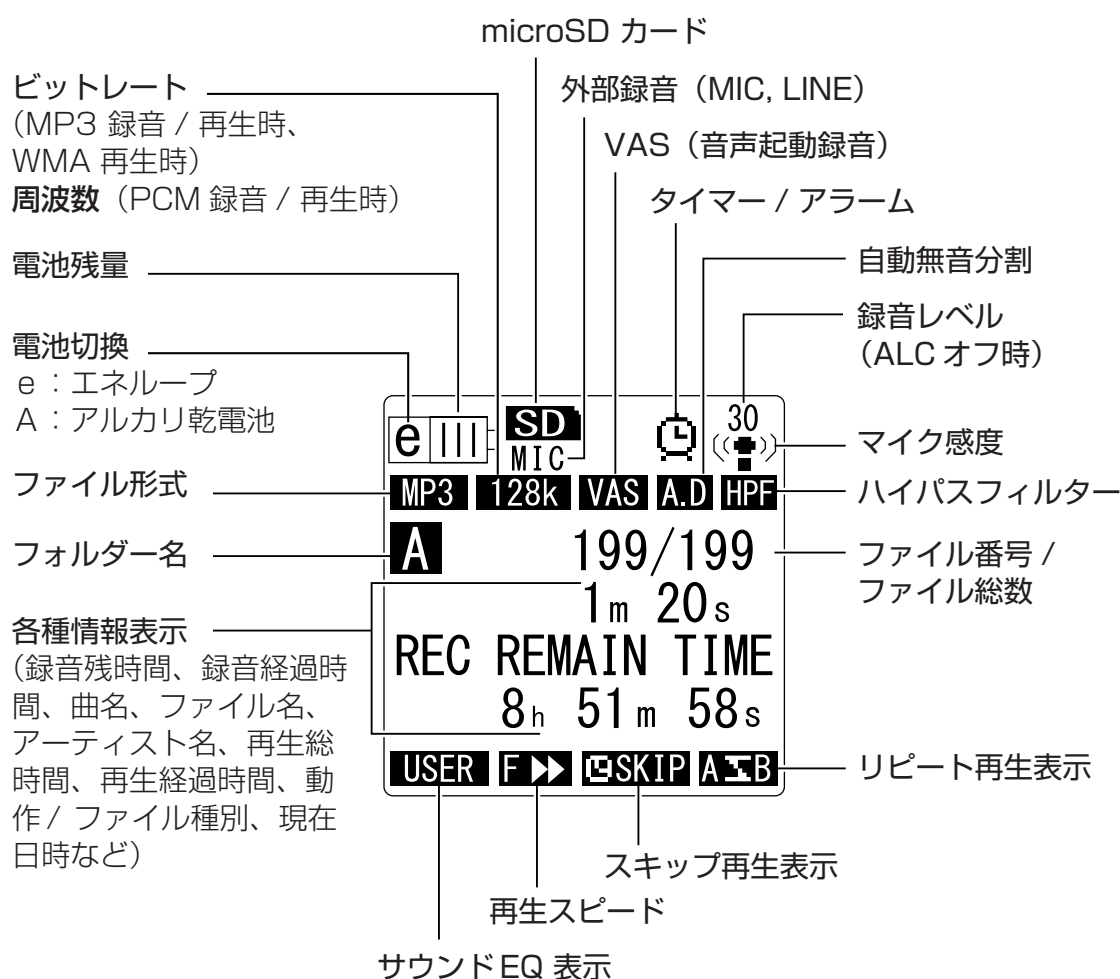 microSD カード
ビットレート
（MP3 録音 / 再生時、
WMA 再生時）
周波数（PCM 録音 / 再生時）
外部録音（MIC, LINE）
VAS（音声起動録音）
タイマー / アラーム
電池残量
自動無音分割
録音レベル
（ALC オフ時）
電池切換
e：エネループ
A：アルカリ乾電池
マイク感度
ファイル形式
ハイパスフィルター
フォルダー名
ファイル番号 /
ファイル総数
各種情報表示
（録音残時間、録音経過時
間、曲名、ファイル名、
アーティスト名、再生総
時間、再生経過時間、動
作 / ファイル種別、現在
日時など）
e SD 30
MIC
MP3 128k VAS A.D HPF
A 199/199
1m 20s
REC REMAIN TIME
8h 51m 58s
USER F SKIP A B
リピート再生表示
スキップ再生表示
再生スピード
サウンドEQ 表示